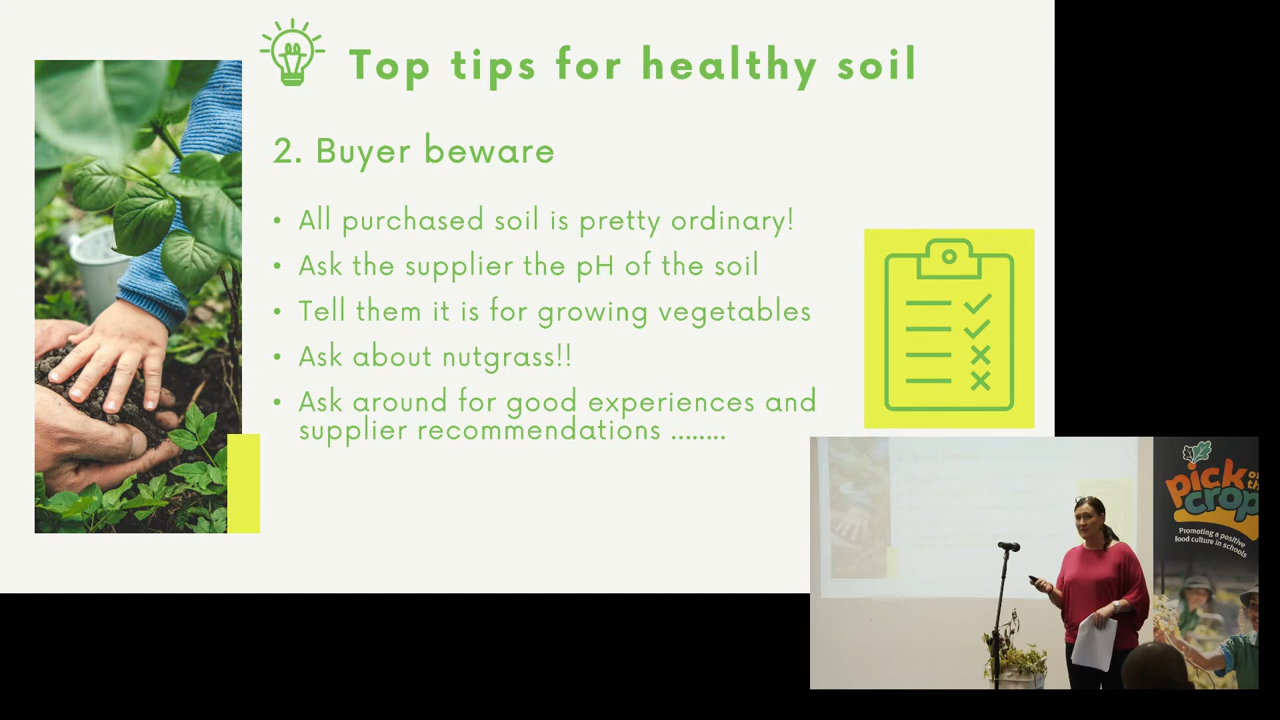 Top tips for healthy soil
2. Buyer beware
• All purchased soil is pretty ordinary!
• Ask the supplier the pH of the soil
• Tell them it is for growing vegetables
• Ask about nutgrass!!
• Ask around for good experiences and
supplier recommendations ........
pick of the
crop
Promoting a positive
food culture in schools